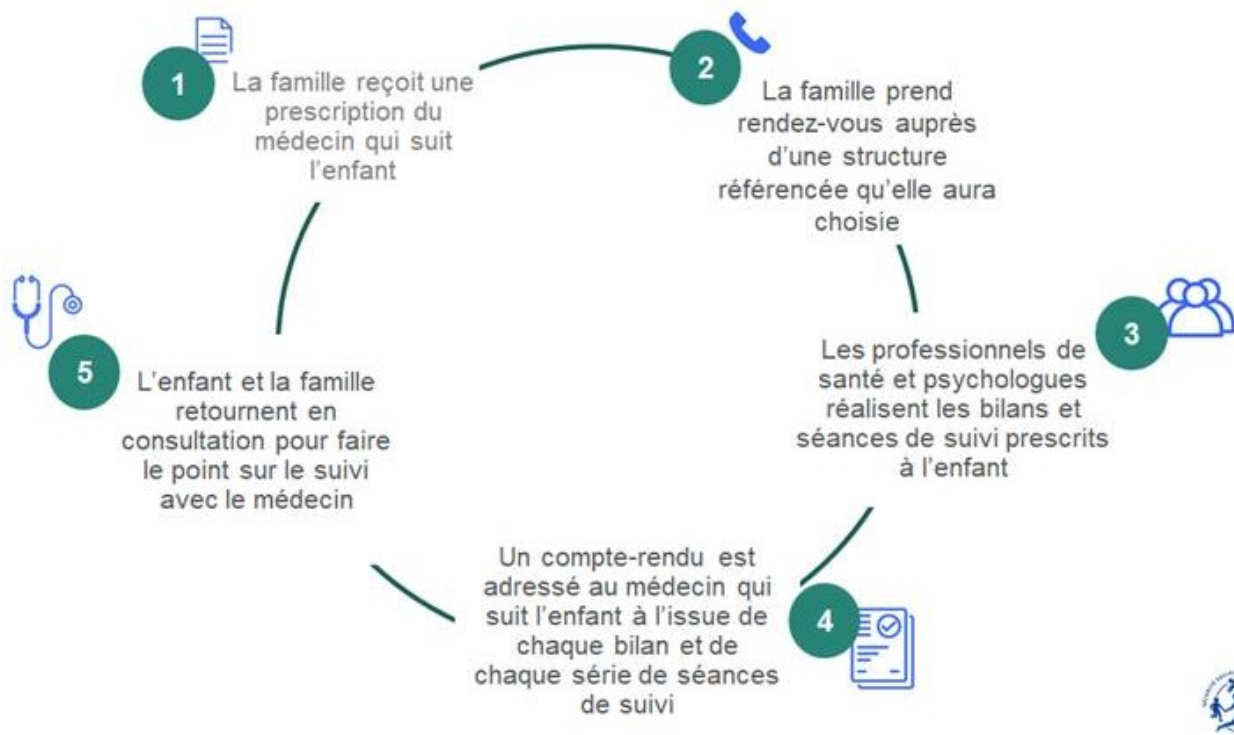 1
La famille reçoit une
prescription du
médecin qui suit
l'enfant
2
La famille prend
rendez-vous auprès
d'une structure
référencée qu'elle aura
choisie
3
Les professionnels de
santé et psychologues
réalisent les bilans et
séances de suivi prescrits
à l'enfant
4
Un compte-rendu est
adressé au médecin qui
suit l'enfant à l'issue de
chaque bilan et de
chaque série de séances
de suivi
5
L'enfant et la famille
retournent en
consultation pour faire
le point sur le suivi
avec le médecin